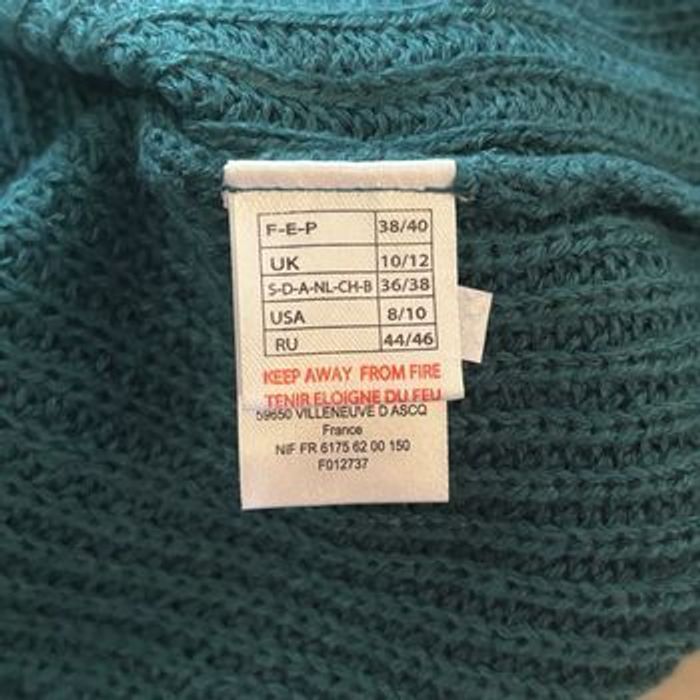 F-E-P 38/40
UK 10/12
S-D-A-NL-CH-B 36/38
USA 8/10
RU 44/46
KEEP AWAY FROM FIRE
TENIR ELOIGNE DU FEU
59650 VILLENEUVE D ASCQ
France
NIF FR 6175 62 00 150
F012737